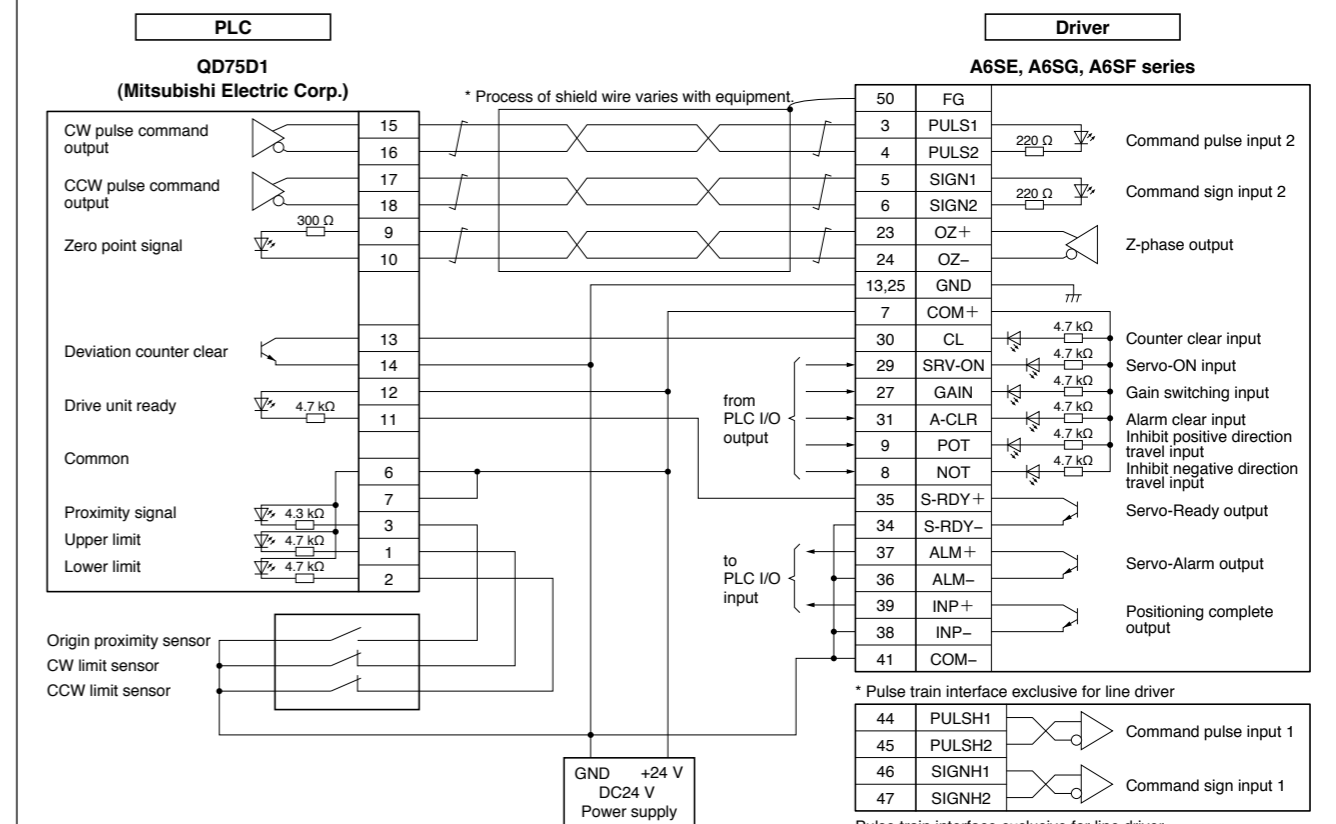 PLC
Driver
QD75D1
(Mitsubishi Electric Corp.)
A6SE, A6SG, A6SF series
* Process of shield wire varies with equipment.
CW pulse command
output
15
16
CCW pulse command
output
17
18
300 Ω
Zero point signal
9
10
Deviation counter clear
13
14
Drive unit ready
4.7 kΩ
12
11
Common
6
7
Proximity signal
4.3 kΩ
3
Upper limit
4.7 kΩ
1
Lower limit
4.7 kΩ
2
Origin proximity sensor
CW limit sensor
CCW limit sensor
from
PLC I/O
output
to
PLC I/O
input
GND +24 V
DC24 V
Power supply
50 FG
3 PULS1
4 PULS2
220 Ω
Command pulse input 2
5 SIGN1
6 SIGN2
220 Ω
Command sign input 2
23 OZ+
24 OZ−
Z-phase output
13,25 GND
7 COM+
30 CL 4.7 kΩ Counter clear input
29 SRV-ON 4.7 kΩ Servo-ON input
27 GAIN 4.7 kΩ Gain switching input
31 A-CLR 4.7 kΩ Alarm clear input
9 POT 4.7 kΩ Inhibit positive direction
travel input
8 NOT 4.7 kΩ Inhibit negative direction
travel input
35 S-RDY+
34 S-RDY−
Servo-Ready output
37 ALM+
36 ALM−
Servo-Alarm output
39 INP+
38 INP−
Positioning complete
output
41 COM−
* Pulse train interface exclusive for line driver
44 PULSH1
45 PULSH2
Command pulse input 1
46 SIGNH1
47 SIGNH2
Command sign input 1
Pulse train interface exclusive for line driver